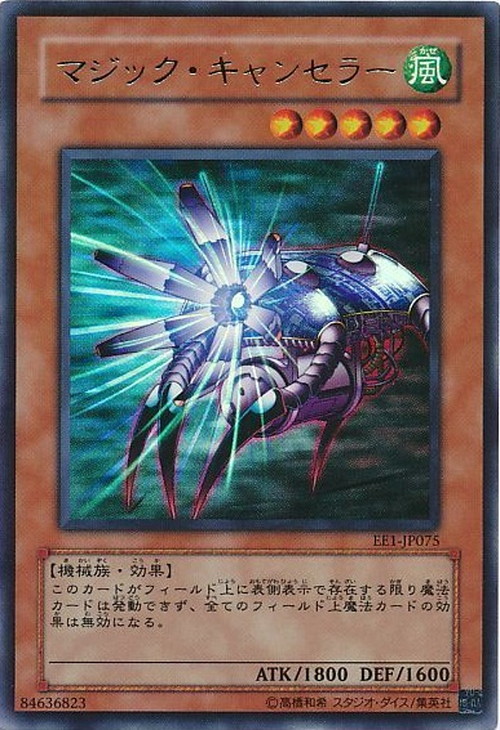 マジック・キャンセラー
かぜ
風
EE1-JP075
【機械族・効果】
このカードがフィールド上に表側表示で存在する限り魔法
カードは発動できず、全てのフィールド上魔法カードの効
果は無効になる。
ATK/1800 DEF/1600
84636823
©高橋和希 スタジオ・ダイス/集英社